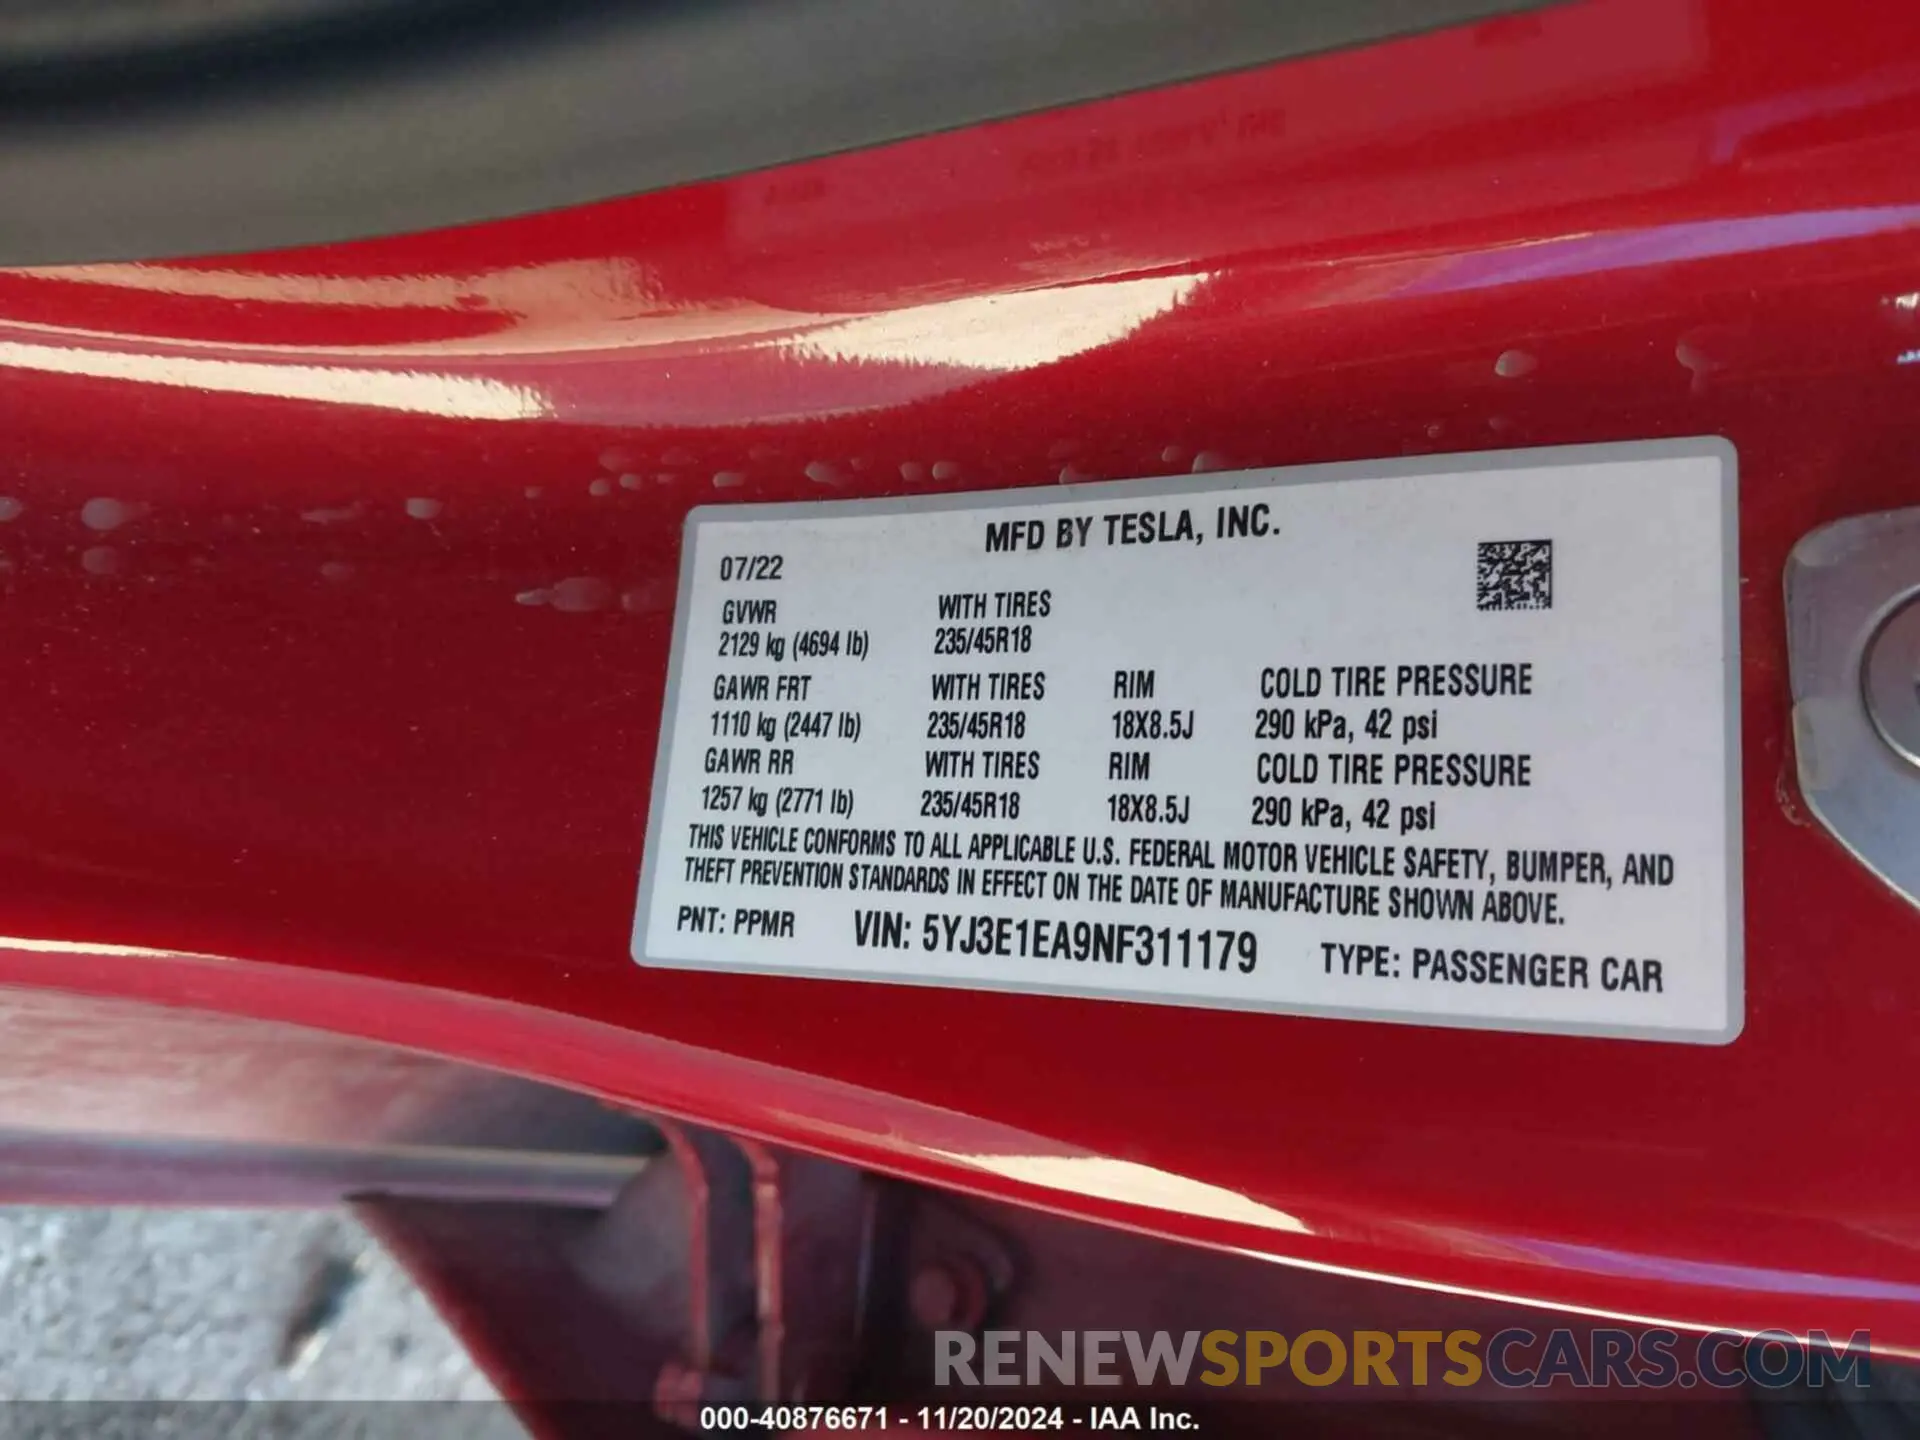 MFD BY TESLA, INC.
07/22
GVWR WITH TIRES
2129 kg (4694 lb) 235/45R18
GAWR FRT WITH TIRES RIM COLD TIRE PRESSURE
1110 kg (2447 lb) 235/45R18 18X8.5J 290 kPa, 42 psi
GAWR RR WITH TIRES RIM COLD TIRE PRESSURE
1257 kg (2771 lb) 235/45R18 18X8.5J 290 kPa, 42 psi
THIS VEHICLE CONFORMS TO ALL APPLICABLE U.S. FEDERAL MOTOR VEHICLE SAFETY, BUMPER, AND
THEFT PREVENTION STANDARDS IN EFFECT ON THE DATE OF MANUFACTURE SHOWN ABOVE.
PNT: PPMR VIN: 5YJ3E1EA9NF311179 TYPE: PASSENGER CAR
RENEWSPORTSCARS.COM
000-40876671 - 11/20/2024 - IAA Inc.